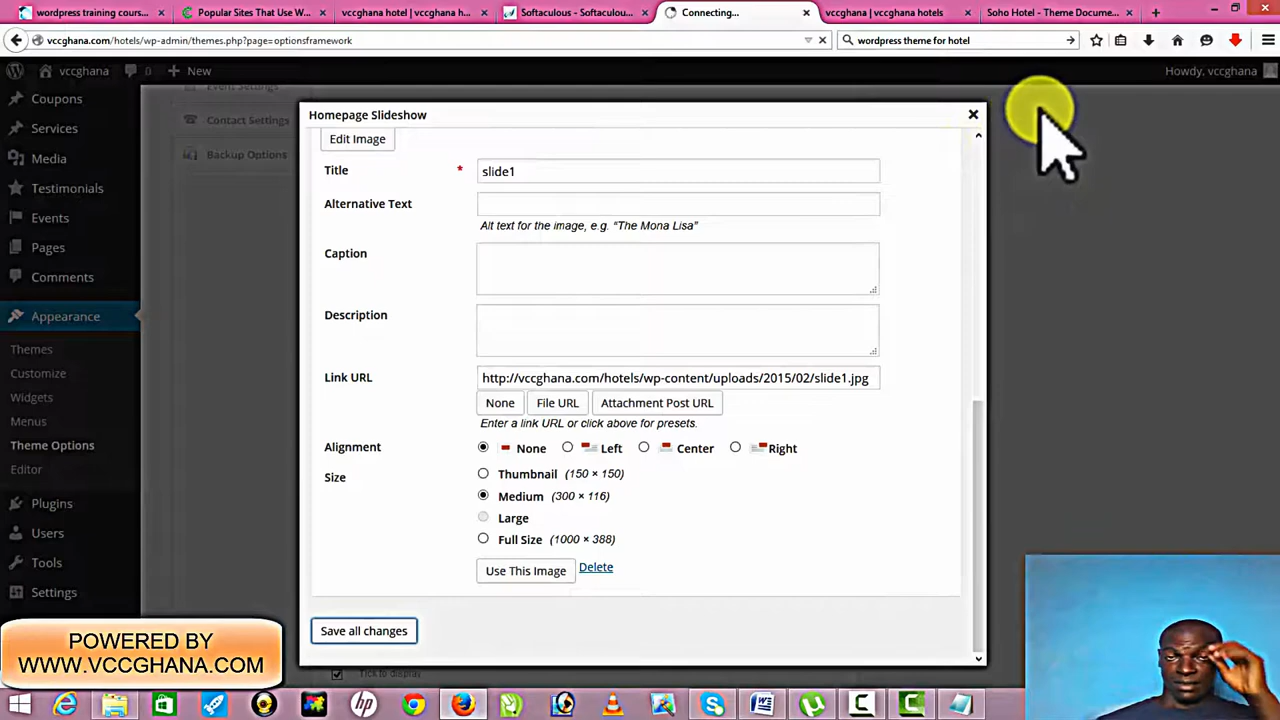 wordpress training cours...
Popular Sites That Use W...
vccghana hotel | vccghana h...
Softaculous - Softaculou...
Connecting...
vccghana | vccghana hotels
Soho Hotel - Theme Docume...
vccghana.com/hotels/wp-admin/themes.php?page=optionsframework
wordpress theme for hotel
vccghana
0
New
Howdy, vccghana
Coupons
Services
Media
Testimonials
Events
Pages
Comments
Appearance
Themes
Customize
Widgets
Menus
Theme Options
Editor
Plugins
Users
Tools
Settings
Event Settings
Contact Settings
Backup Options
Homepage Slideshow
Edit Image
Title * slide1
Alternative Text
Alt text for the image, e.g. “The Mona Lisa”
Caption
Description
Link URL http://vccghana.com/hotels/wp-content/uploads/2015/02/slide1.jpg
None File URL Attachment Post URL
Enter a link URL or click above for presets.
Alignment None Left Center Right
Size Thumbnail (150 × 150)
Medium (300 × 116)
Large
Full Size (1000 × 388)
Use This Image Delete
Save all changes
Tick to display
POWERED BY
WWW.VCCGHANA.COM